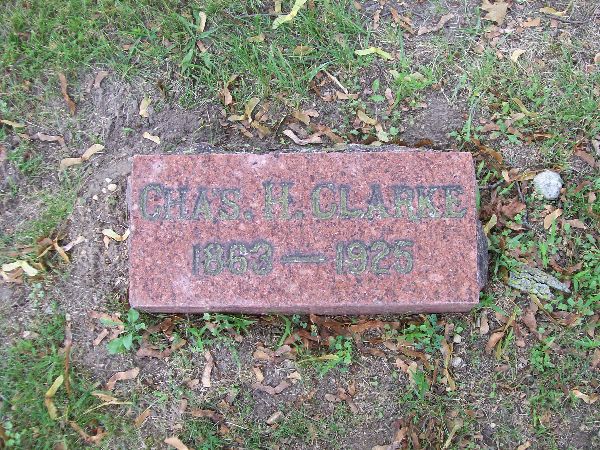 CHAS. H. CLARKE
1863 — 1925